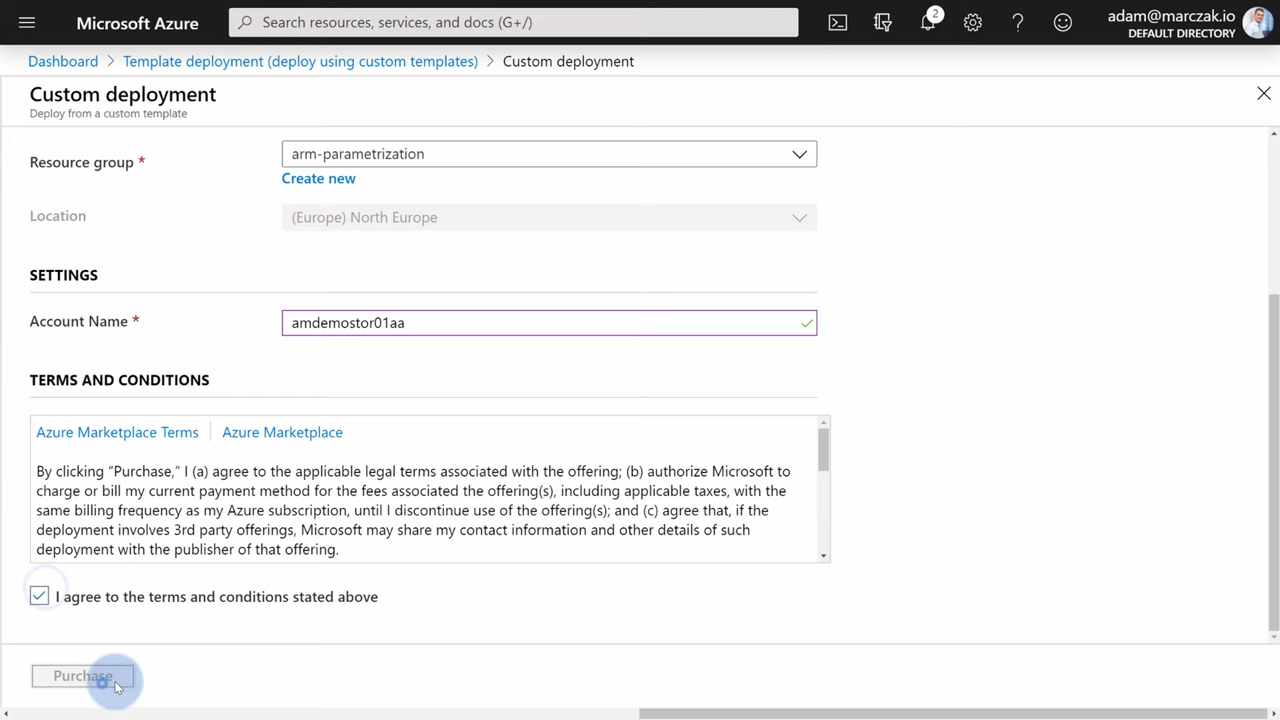 Microsoft Azure
Search resources, services, and docs (G+/)
2
adam@marczak.io
DEFAULT DIRECTORY
Dashboard > Template deployment (deploy using custom templates) > Custom deployment
Custom deployment
Deploy from a custom template
Resource group *
arm-parametrization
Create new
Location
(Europe) North Europe
SETTINGS
Account Name *
amdemostor01aa
TERMS AND CONDITIONS
Azure Marketplace Terms
Azure Marketplace
By clicking “Purchase,” I (a) agree to the applicable legal terms associated with the offering; (b) authorize Microsoft to
charge or bill my current payment method for the fees associated the offering(s), including applicable taxes, with the
same billing frequency as my Azure subscription, until I discontinue use of the offering(s); and (c) agree that, if the
deployment involves 3rd party offerings, Microsoft may share my contact information and other details of such
deployment with the publisher of that offering.
I agree to the terms and conditions stated above
Purchase